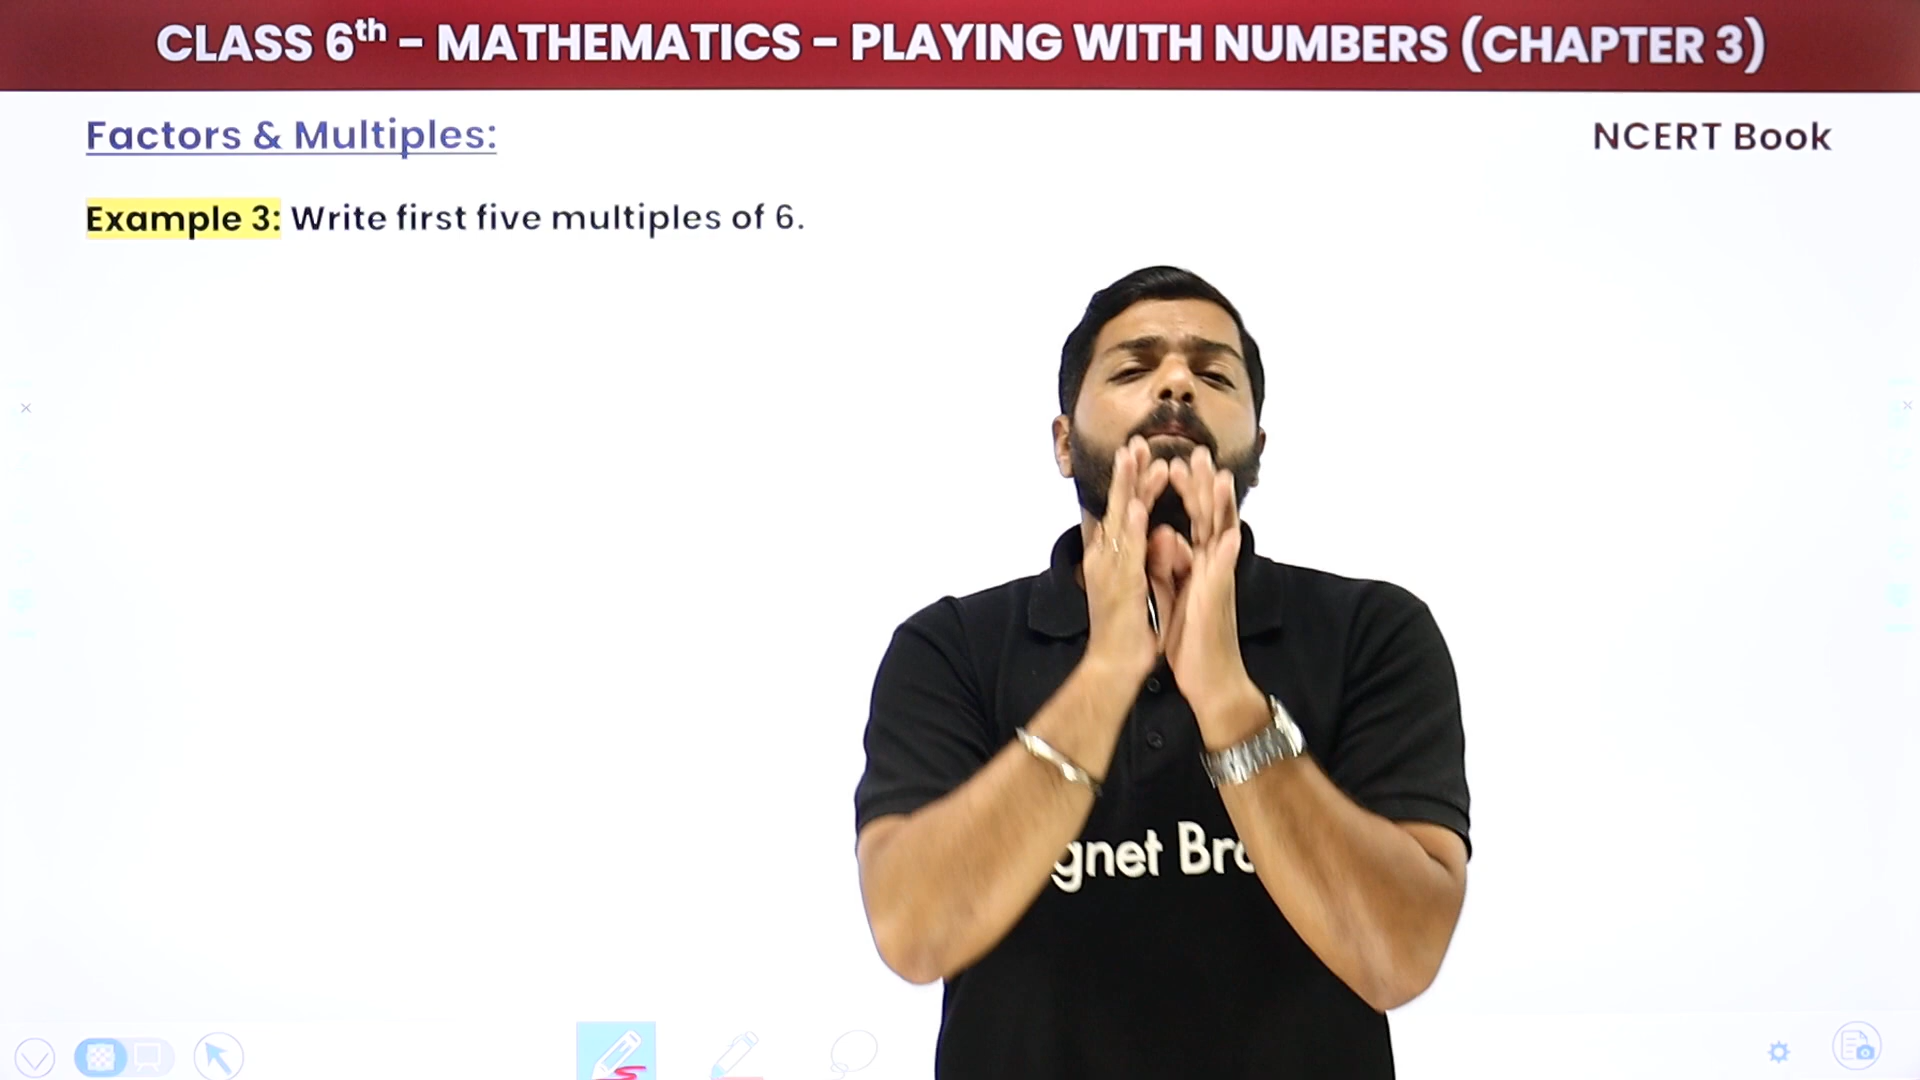 CLASS 6th - MATHEMATICS - PLAYING WITH NUMBERS (CHAPTER 3)
Factors & Multiples:
NCERT Book
Example 3: Write first five multiples of 6.
gnet Bra